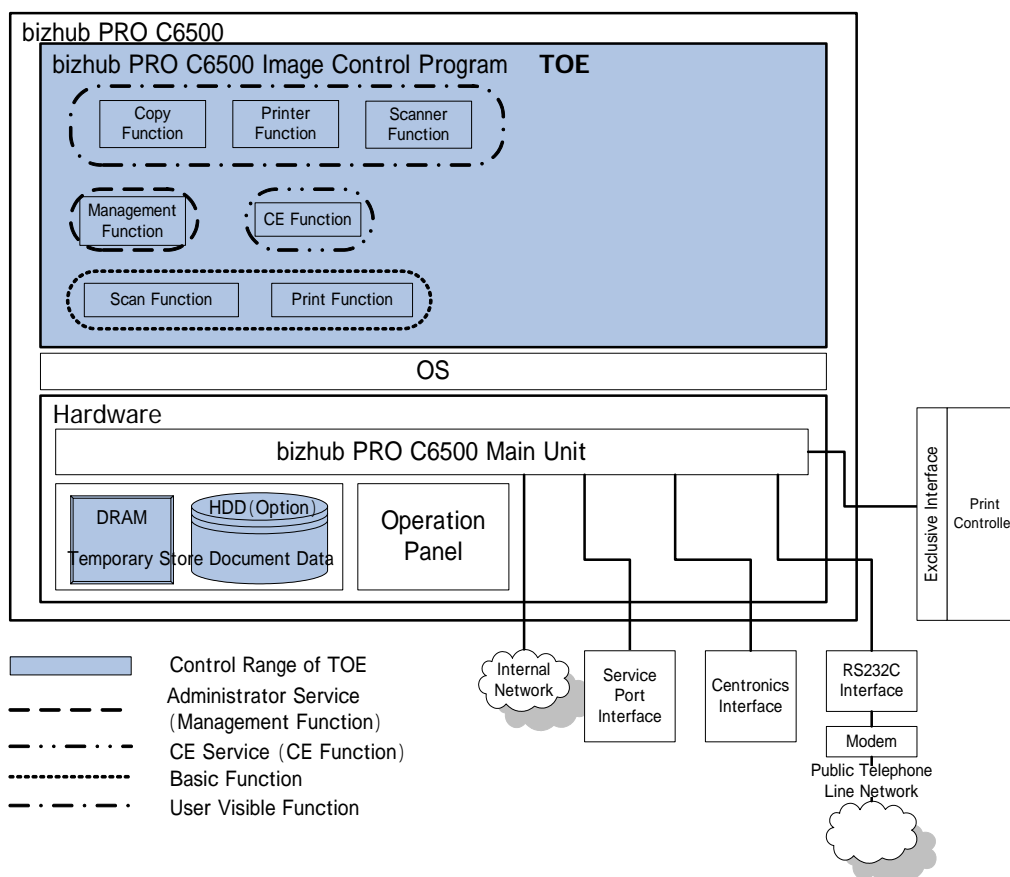 bizhub PRO C6500
bizhub PRO C6500 Image Control Program TOE
Copy
Function
Printer
Function
Scanner
Function
Management
Function
CE Function
Scan Function
Print Function
OS
Hardware
bizhub PRO C6500 Main Unit
DRAM
HDD(Option)
Temporary Store Document Data
Operation
Panel
Exclusive Interface
Print
Controlle
Internal
Network
Service
Port
Interface
Centronics
Interface
RS232C
Interface
Modem
Public Telephone
Line Network
Control Range of TOE
Administrator Service
(Management Function)
CE Service (CE Function)
Basic Function
User Visible Function